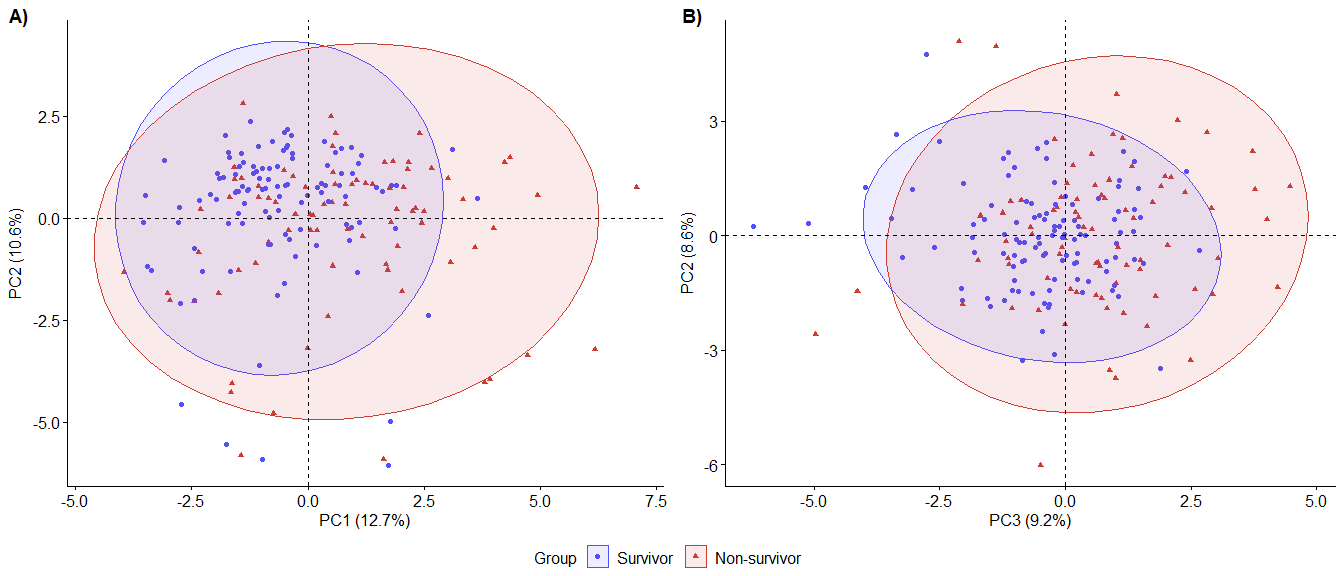 A)
B)
2.5
0.0
-2.5
-5.0
PC2 (10.6%)
-5.0 -2.5 0.0 2.5 5.0 7.5
PC1 (12.7%)
3
0
-3
-6
PC2 (8.6%)
-5.0 -2.5 0.0 2.5 5.0
PC3 (9.2%)
Group Survivor Non-survivor